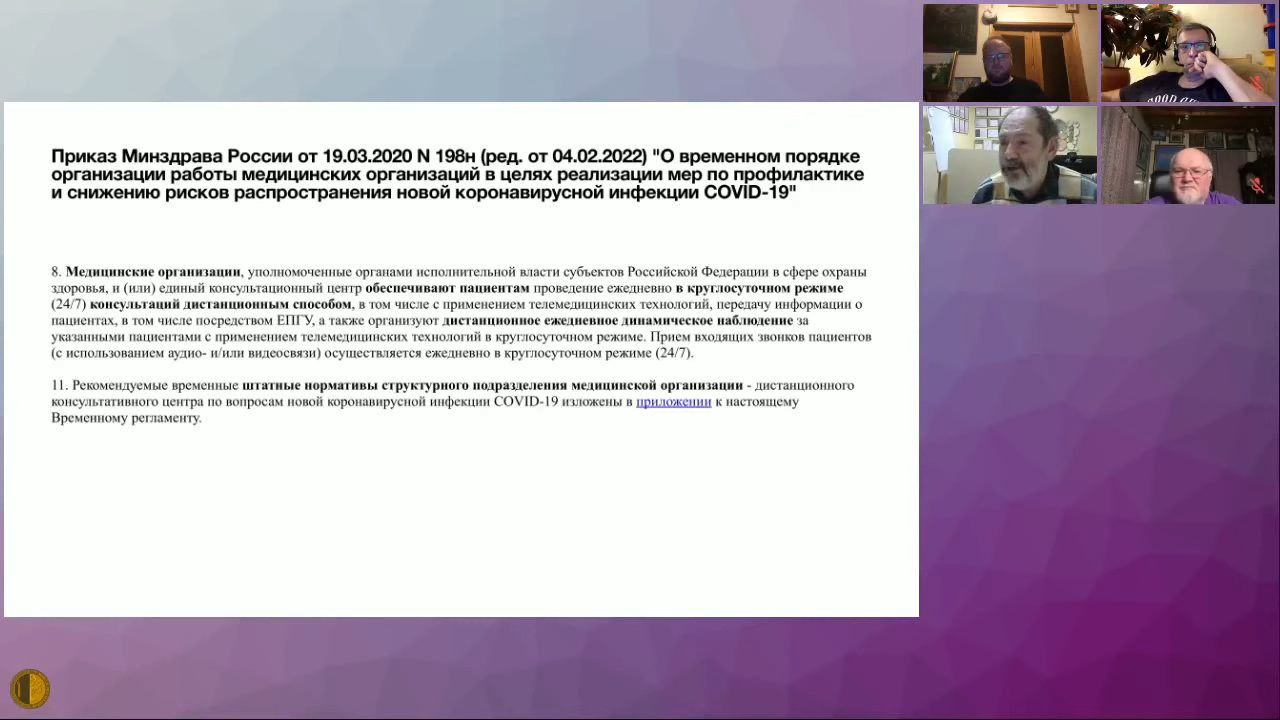 Приказ Минздрава России от 19.03.2020 N 198н (ред. от 04.02.2022) "О временном порядке
организации работы медицинских организаций в целях реализации мер по профилактике
и снижению рисков распространения новой коронавирусной инфекции COVID-19"
8. Медицинские организации, уполномоченные органами исполнительной власти субъектов Российской Федерации в сфере охраны
здоровья, и (или) единый консультационный центр обеспечивают пациентам проведение ежедневно в круглосуточном режиме
(24/7) консультаций дистанционным способом, в том числе с применением телемедицинских технологий, передачу информации о
пациентах, в том числе посредством ЕПГУ, а также организуют дистанционное ежедневное динамическое наблюдение за
указанными пациентами с применением телемедицинских технологий в круглосуточном режиме. Прием входящих звонков пациентов
(с использованием аудио- и/или видеосвязи) осуществляется ежедневно в круглосуточном режиме (24/7).
11. Рекомендуемые временные штатные нормативы структурного подразделения медицинской организации - дистанционного
консультативного центра по вопросам новой коронавирусной инфекции COVID-19 изложены в приложении к настоящему
Временному регламенту.